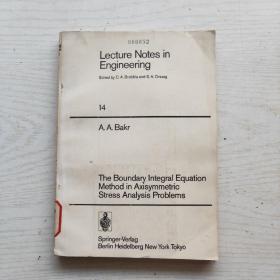 Lecture Notes in
Engineering
Edited by C. A. Brebbia and S. A. Orszag
14
A. A. Bakr
The Boundary Integral Equation
Method in Axisymmetric
Stress Analysis Problems
Springer-Verlag
Berlin Heidelberg New York Tokyo